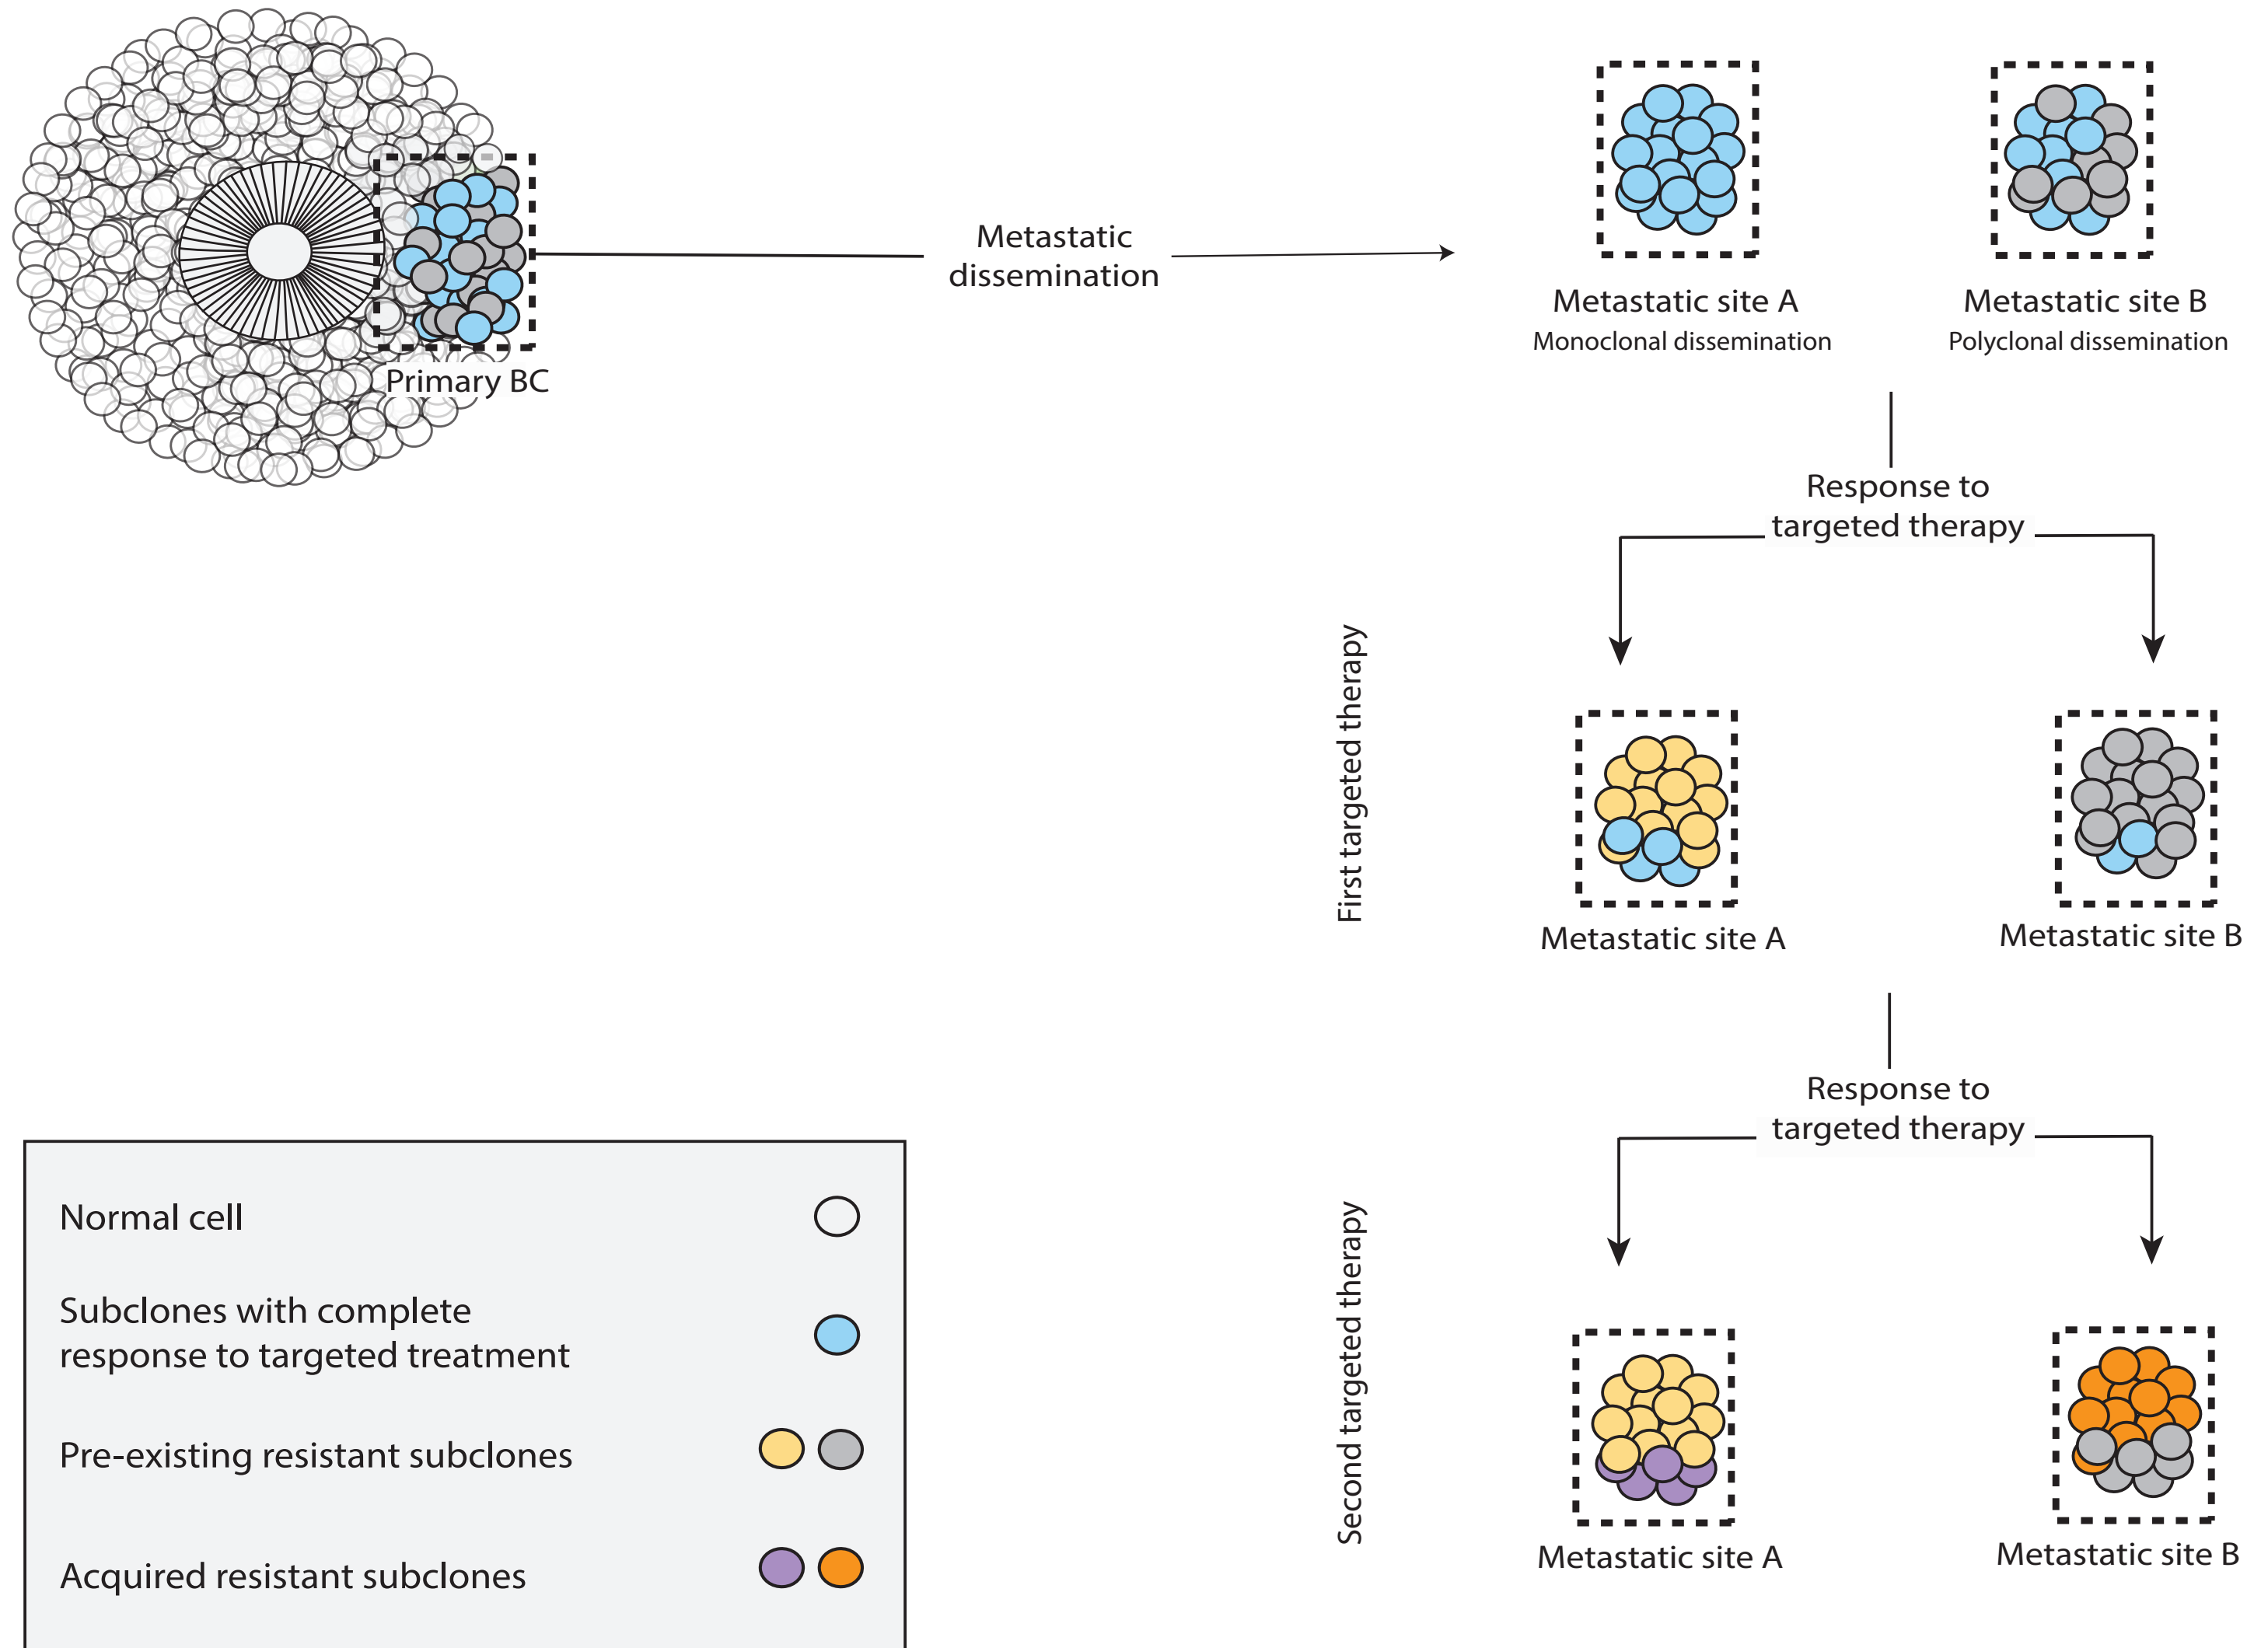 Primary BC
Metastatic
dissemination
Metastatic site A
Monoclonal dissemination
Metastatic site B
Polyclonal dissemination
Response to
targeted therapy
First targeted therapy
Metastatic site A
Metastatic site B
Response to
targeted therapy
Second targeted therapy
Metastatic site A
Metastatic site B
Normal cell
Subclones with complete
response to targeted treatment
Pre-existing resistant subclones
Acquired resistant subclones